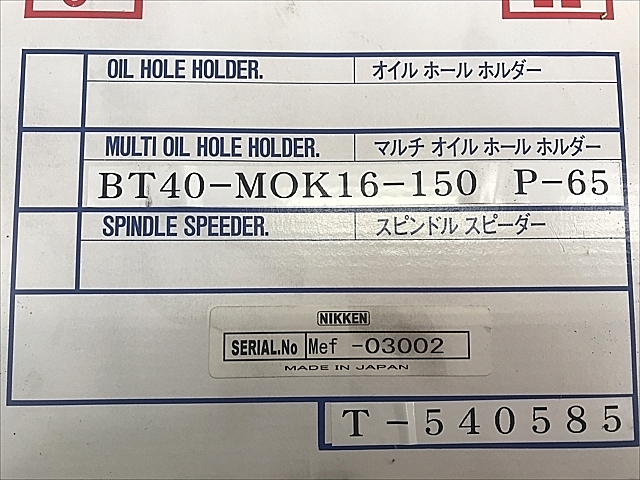 OIL HOLE HOLDER. オイル ホール ホルダー
MULTI OIL HOLE HOLDER. マルチ オイル ホール ホルダー
BT40-MOK16-150 P-65
SPINDLE SPEEDER. スピンドル スピーダー
NIKKEN
SERIAL.No Mef -03002
MADE IN JAPAN
T-540585